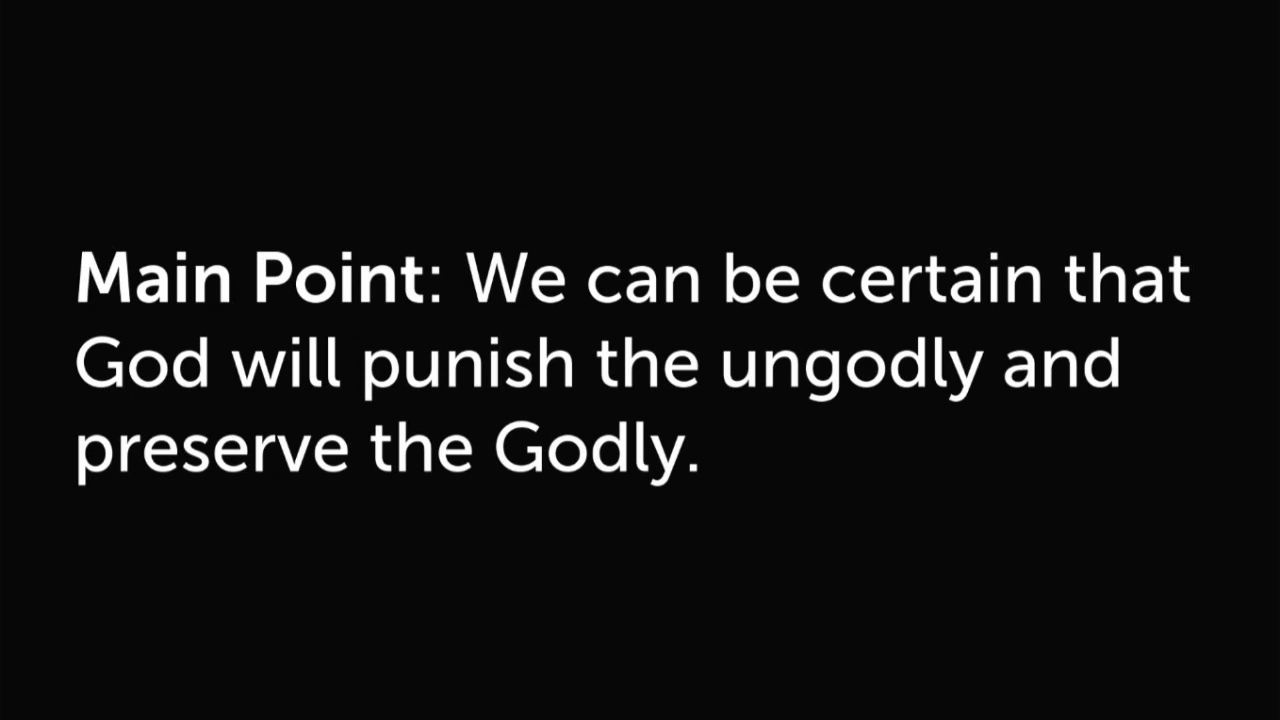 Main Point: We can be certain that
God will punish the ungodly and
preserve the Godly.